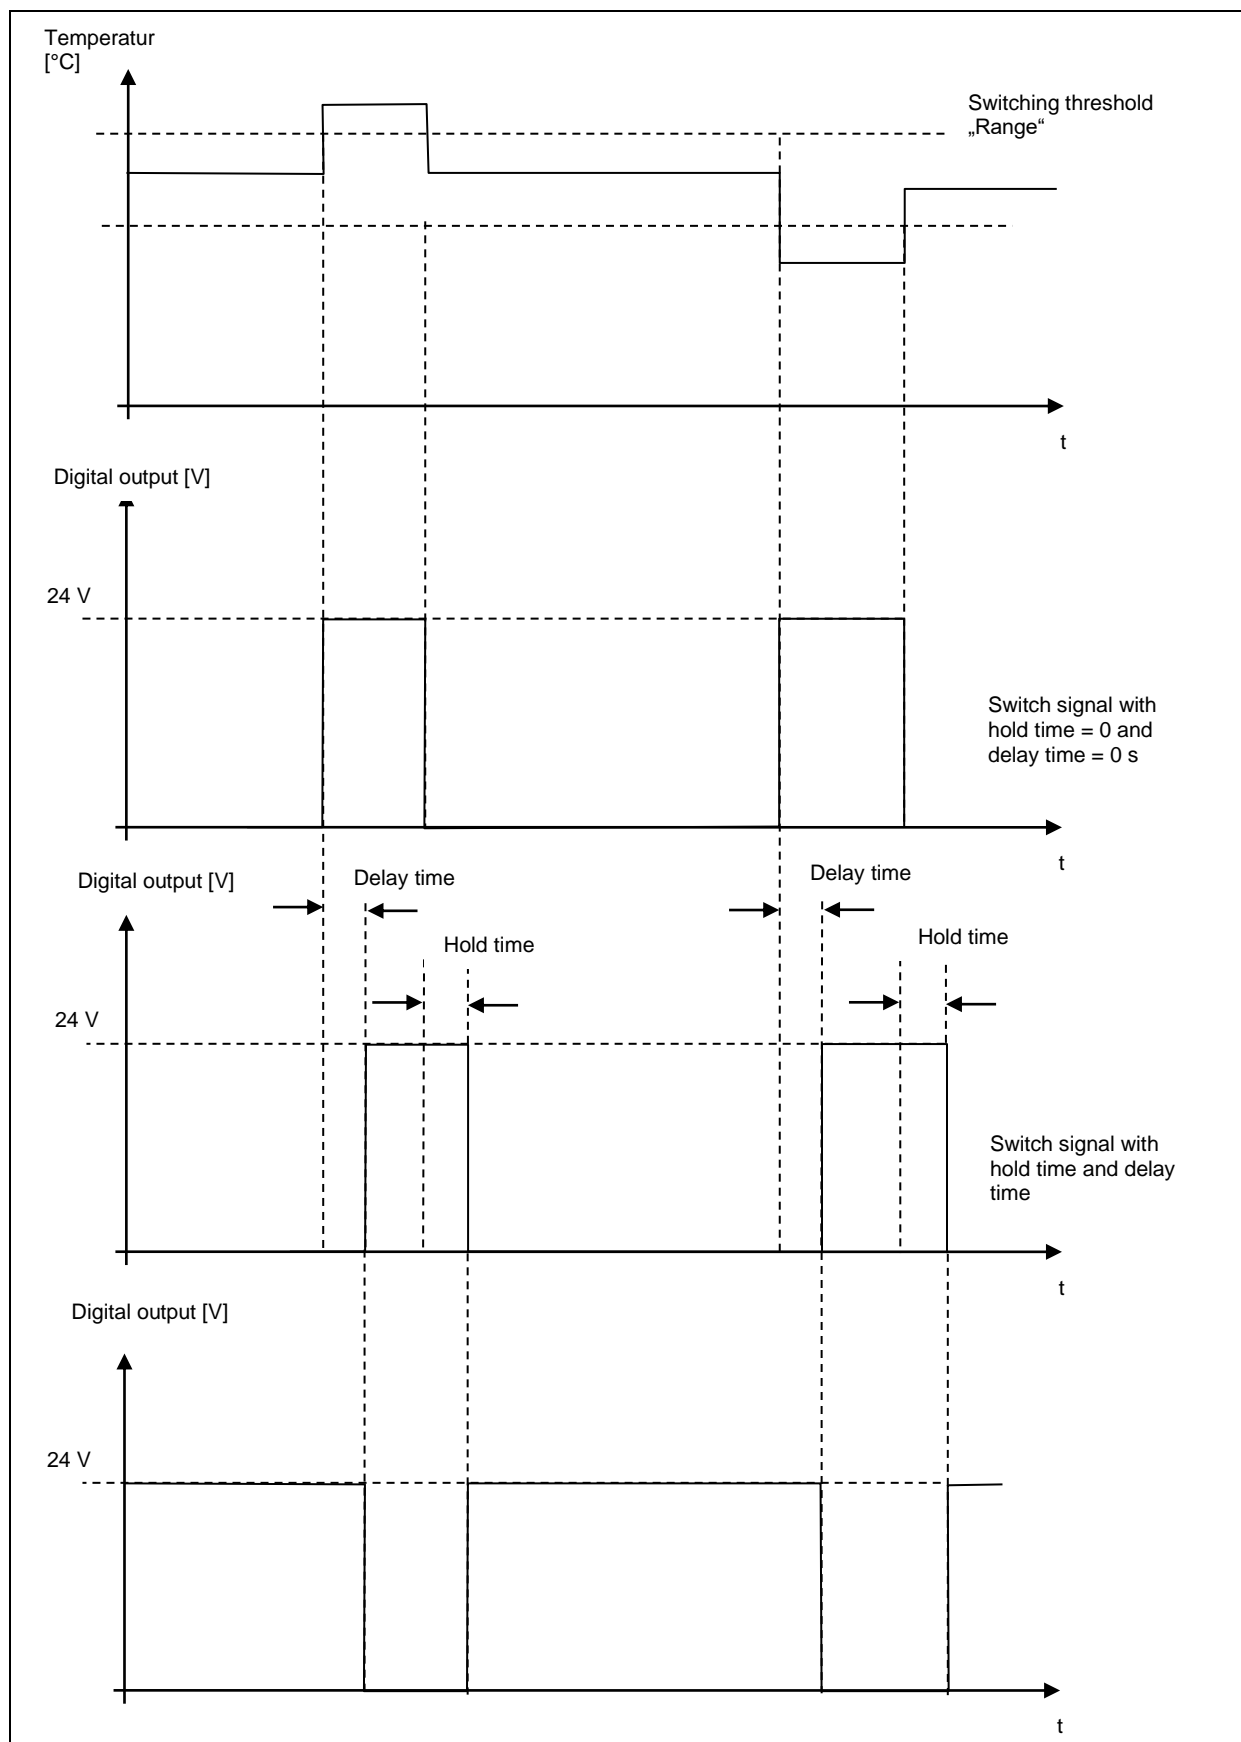 Temperatur
[°C]
Switching threshold
„Range“
t
Digital output [V]
24 V
Switch signal with
hold time = 0 and
delay time = 0 s
t
Digital output [V]
Delay time
Delay time
Hold time
Hold time
24 V
Switch signal with
hold time and delay
time
t
Digital output [V]
24 V
t